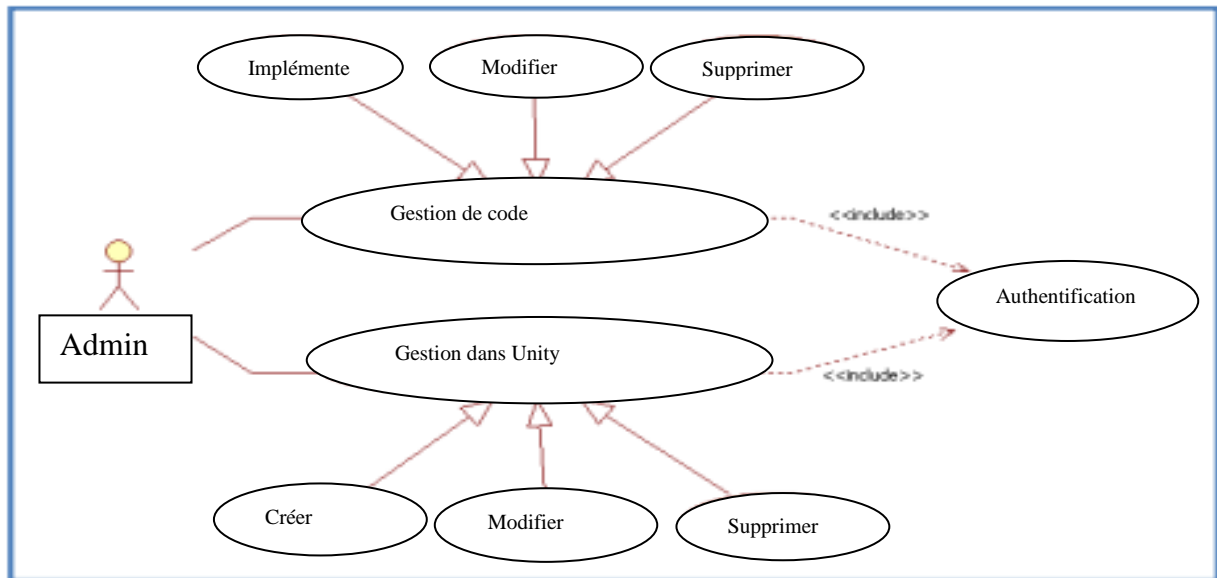 Implémente
Modifier
Supprimer
Gestion de code
<<include>>
Authentification
Admin
Gestion dans Unity
<<include>>
Créer
Modifier
Supprimer